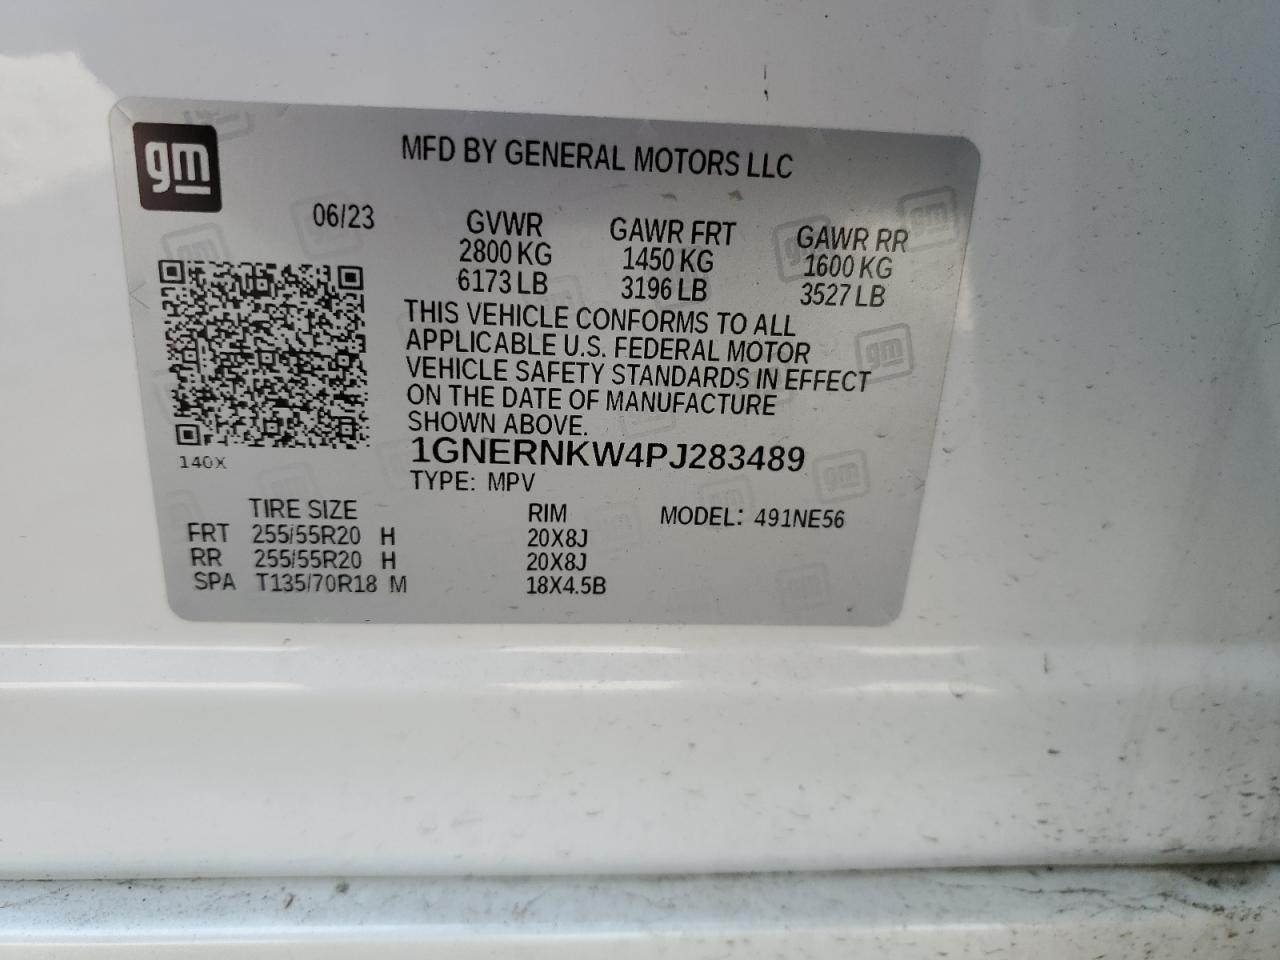 gm
MFD BY GENERAL MOTORS LLC
06/23
GVWR GAWR FRT GAWR RR
2800 KG 1450 KG 1600 KG
6173 LB 3196 LB 3527 LB
THIS VEHICLE CONFORMS TO ALL
APPLICABLE U.S. FEDERAL MOTOR
VEHICLE SAFETY STANDARDS IN EFFECT
ON THE DATE OF MANUFACTURE
SHOWN ABOVE.
140X
1GNERNKW4PJ283489
TYPE: MPV
TIRE SIZE RIM MODEL: 491NE56
FRT 255/55R20 H 20X8J
RR 255/55R20 H 20X8J
SPA T135/70R18 M 18X4.5B